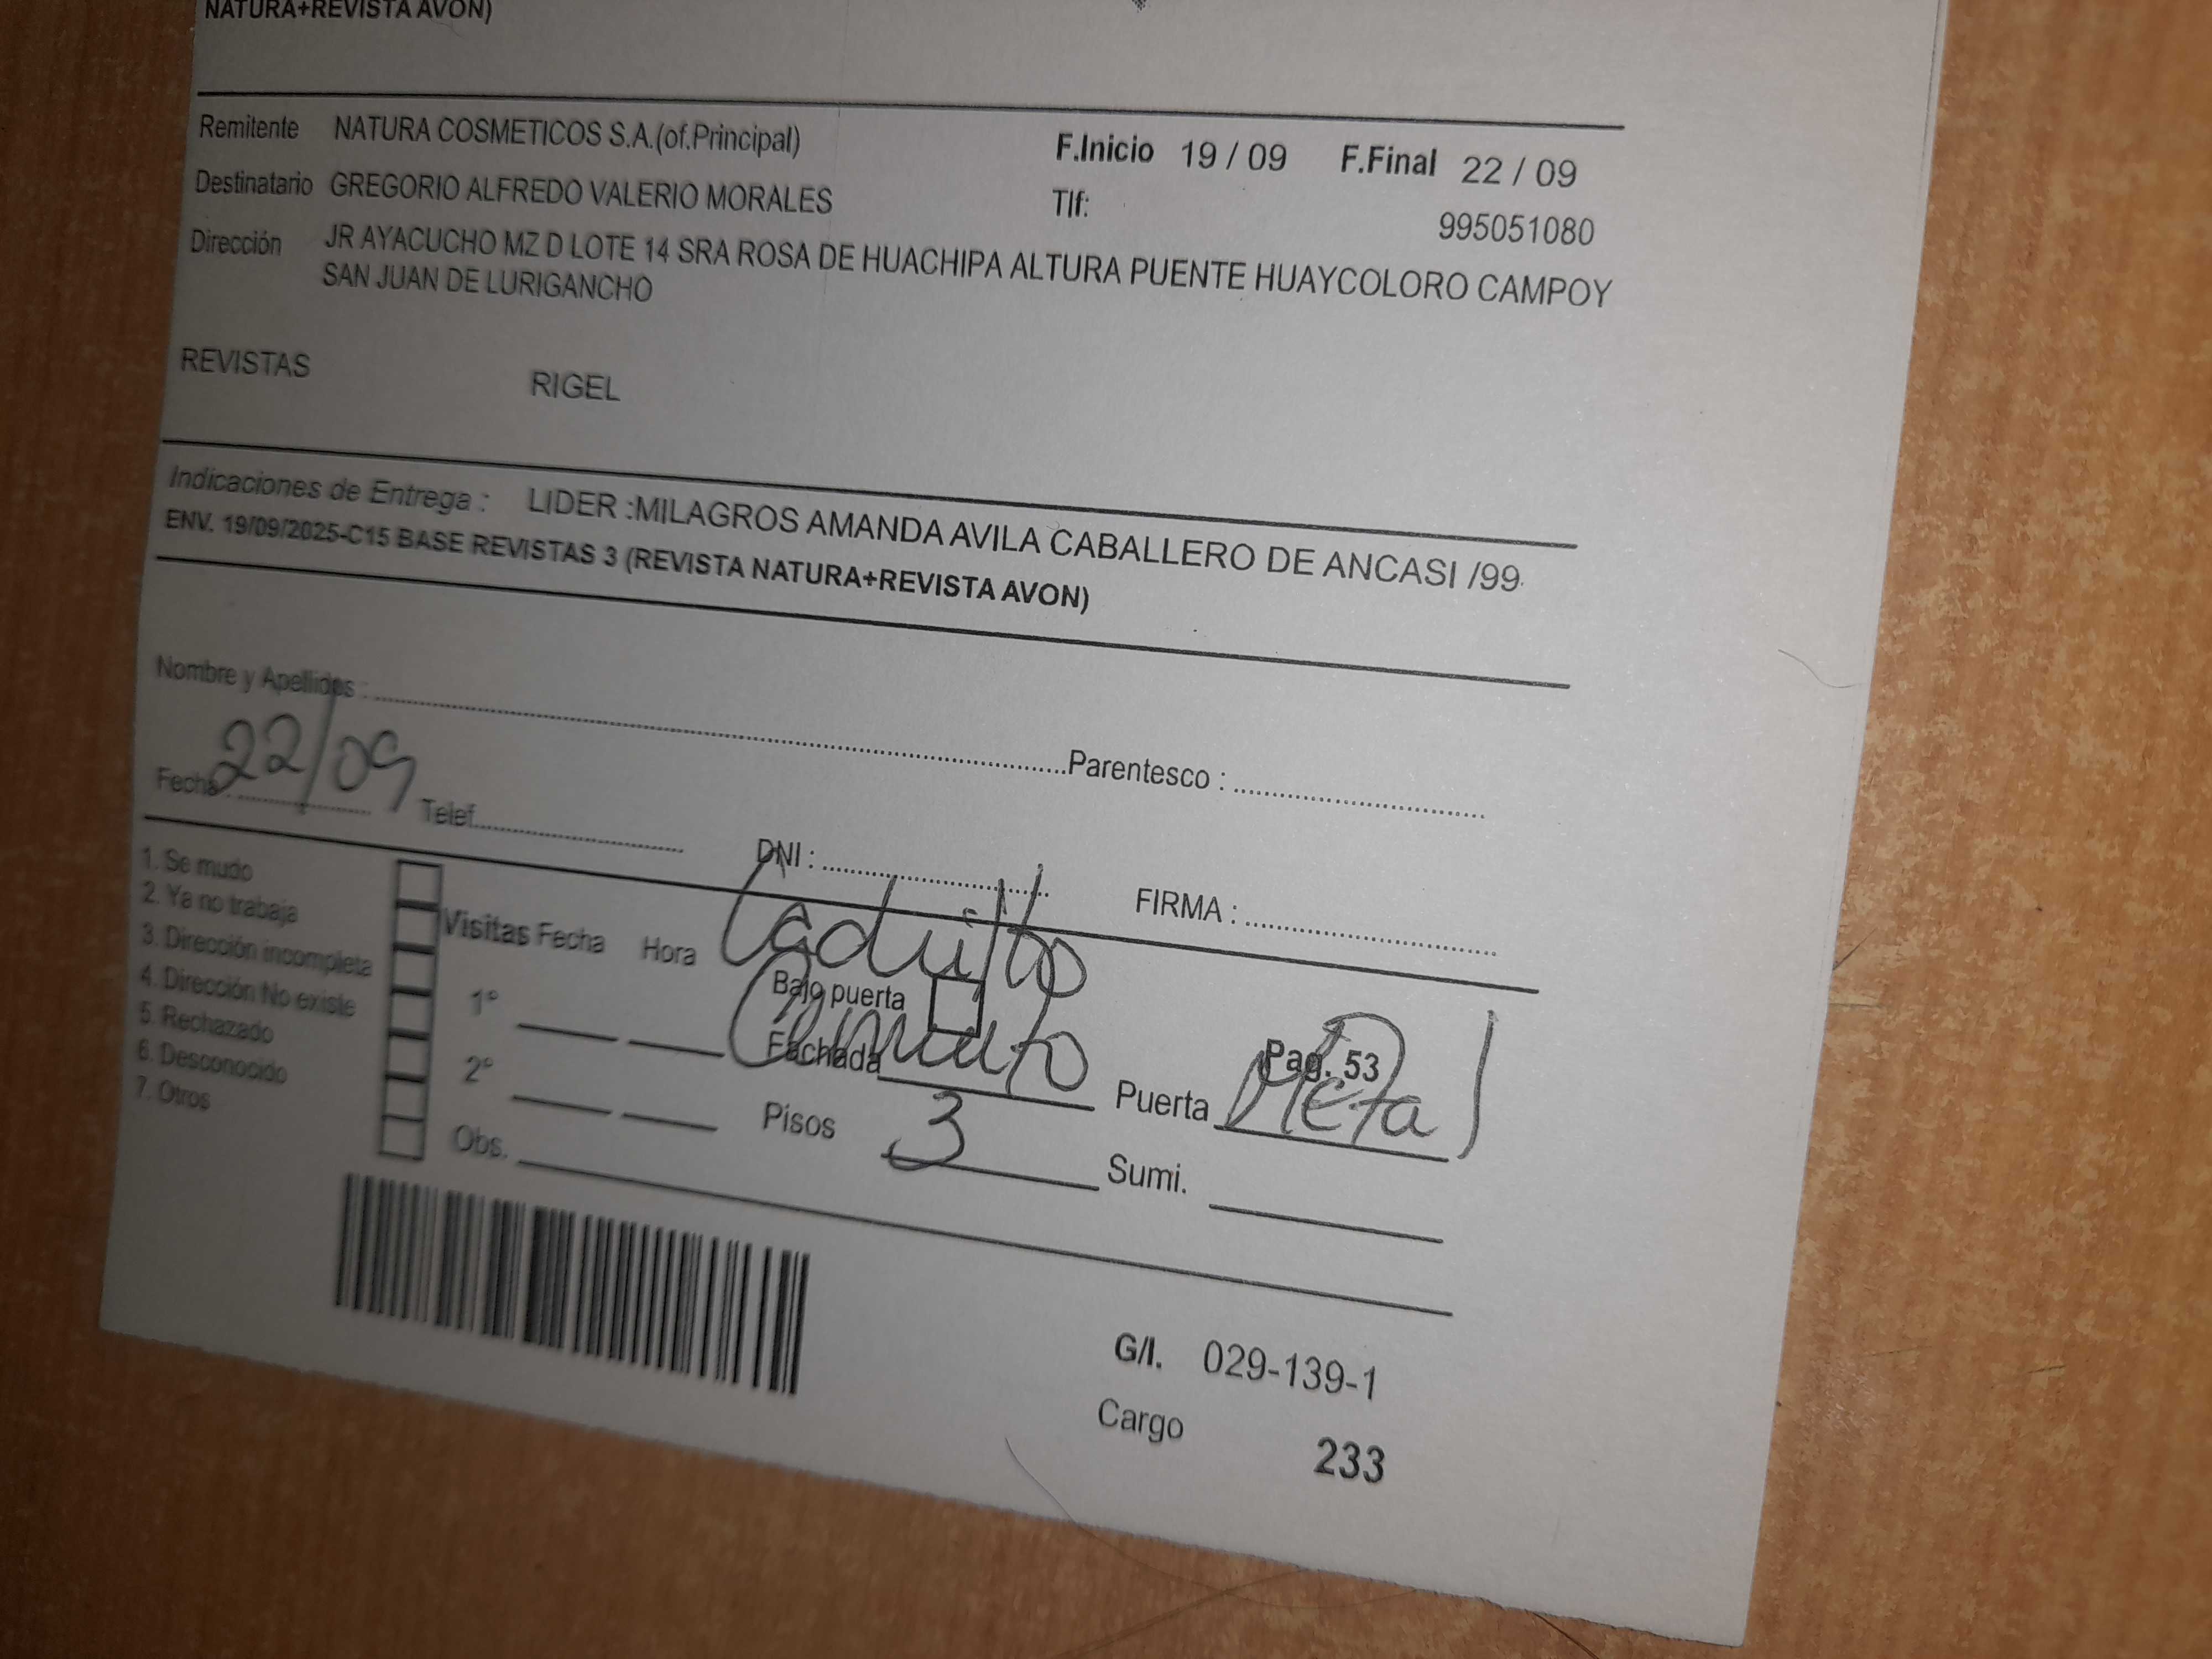 NATURA+REVISTA AVON)
Remitente NATURA COSMETICOS S.A.(of.Principal) F.Inicio 19 / 09 F.Final 22 / 09
Destinatario GREGORIO ALFREDO VALERIO MORALES Tlf: 995051080
Dirección JR AYACUCHO MZ D LOTE 14 SRA ROSA DE HUACHIPA ALTURA PUENTE HUAYCOLORO CAMPOY
SAN JUAN DE LURIGANCHO
REVISTAS RIGEL
Indicaciones de Entrega : LIDER :MILAGROS AMANDA AVILA CABALLERO DE ANCASI /99
ENV. 19/09/2025-C15 BASE REVISTAS 3 (REVISTA NATURA+REVISTA AVON)
Nombre y Apellidos : Parentesco :
Fecha : 22/09 Telef. DNI : FIRMA :
1. Se mudo
2. Ya no trabaja
3. Dirección incompleta
4. Dirección No existe
5. Rechazado
6. Desconocido
7. Otros
Visitas Fecha Hora
1°
2°
Obs.
Ladrillo
Bajo puerta
Fachada Cemento Puerta Metal
Pag. 53
Pisos 3 Sumi.
G/I. 029-139-1
Cargo 233